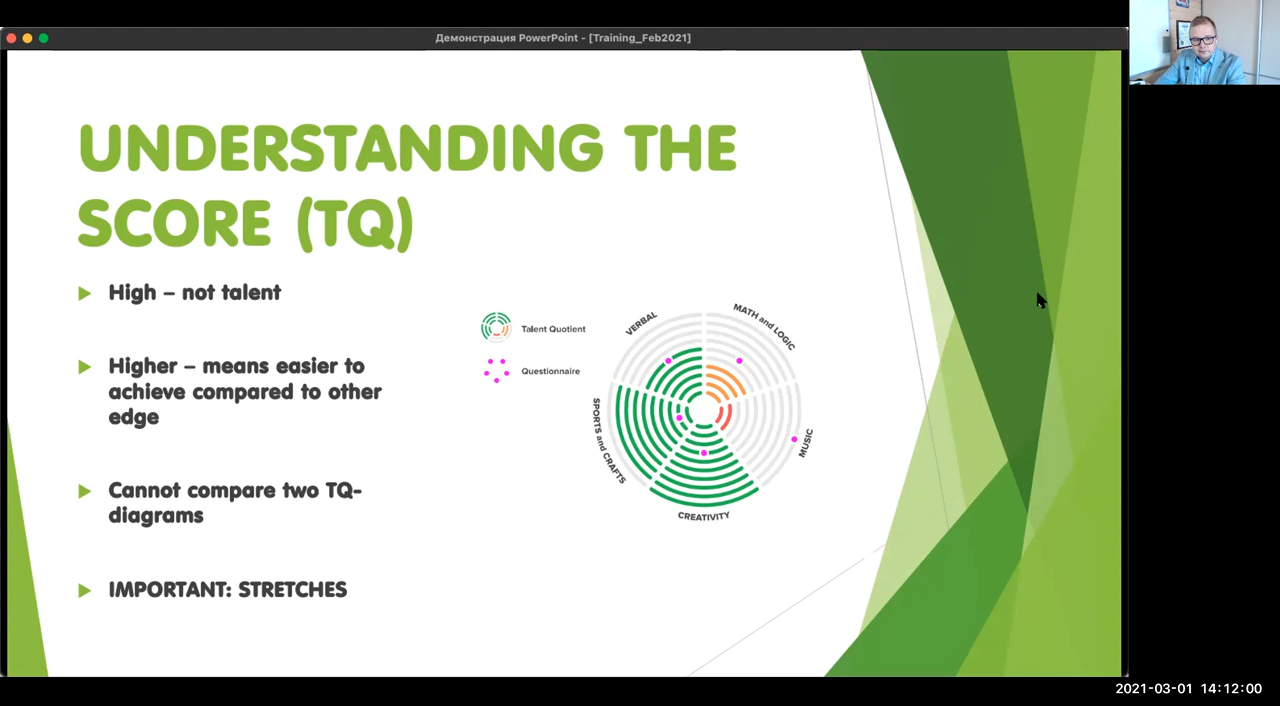 Демонстрация PowerPoint - [Training_Feb2021]
UNDERSTANDING THE
SCORE (TQ)
High – not talent
Higher – means easier to
achieve compared to other
edge
Cannot compare two TQ-
diagrams
IMPORTANT: STRETCHES
Talent Quotient
Questionnaire
VERBAL
MATH and LOGIC
MUSIC
CREATIVITY
SPORTS and CRAFTS
2021-03-01 14:12:00